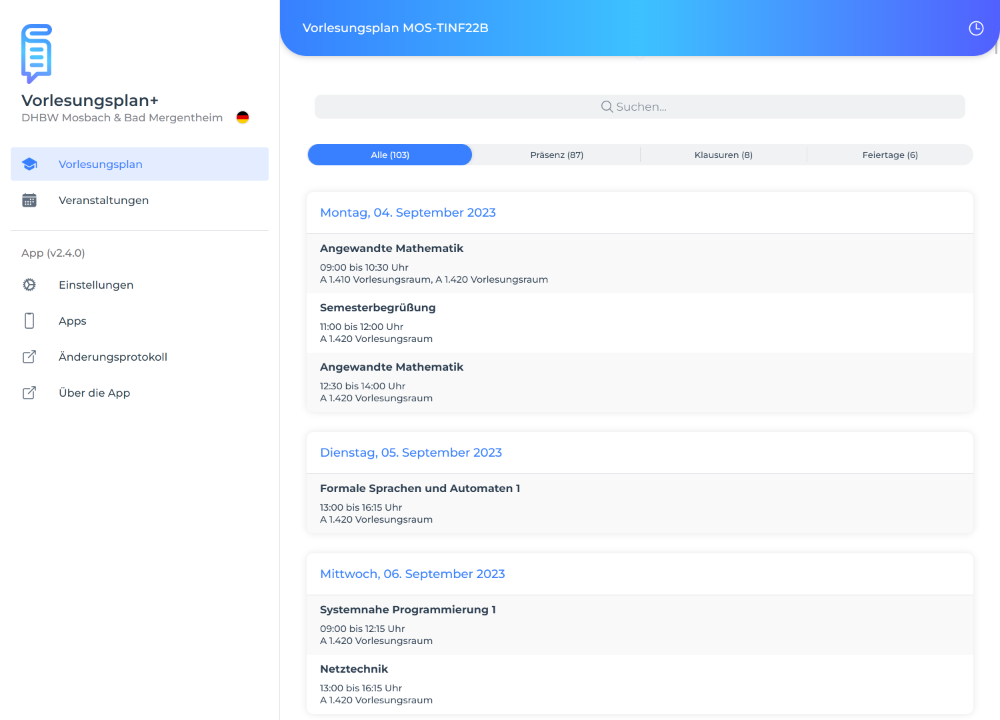 Vorlesungsplan+
DHBW Mosbach & Bad Mergentheim
Vorlesungsplan
Veranstaltungen
App (v2.4.0)
Einstellungen
Apps
Änderungsprotokoll
Über die App
Vorlesungsplan MOS-TINF22B
Suchen...
Alle (103)
Präsenz (87)
Klausuren (8)
Feiertage (6)
Montag, 04. September 2023
Angewandte Mathematik
09:00 bis 10:30 Uhr
A 1.410 Vorlesungsraum, A 1.420 Vorlesungsraum
Semesterbegrüßung
11:00 bis 12:00 Uhr
A 1.420 Vorlesungsraum
Angewandte Mathematik
12:30 bis 14:00 Uhr
A 1.420 Vorlesungsraum
Dienstag, 05. September 2023
Formale Sprachen und Automaten 1
13:00 bis 16:15 Uhr
A 1.420 Vorlesungsraum
Mittwoch, 06. September 2023
Systemnahe Programmierung 1
09:00 bis 12:15 Uhr
A 1.420 Vorlesungsraum
Netztechnik
13:00 bis 16:15 Uhr
A 1.420 Vorlesungsraum